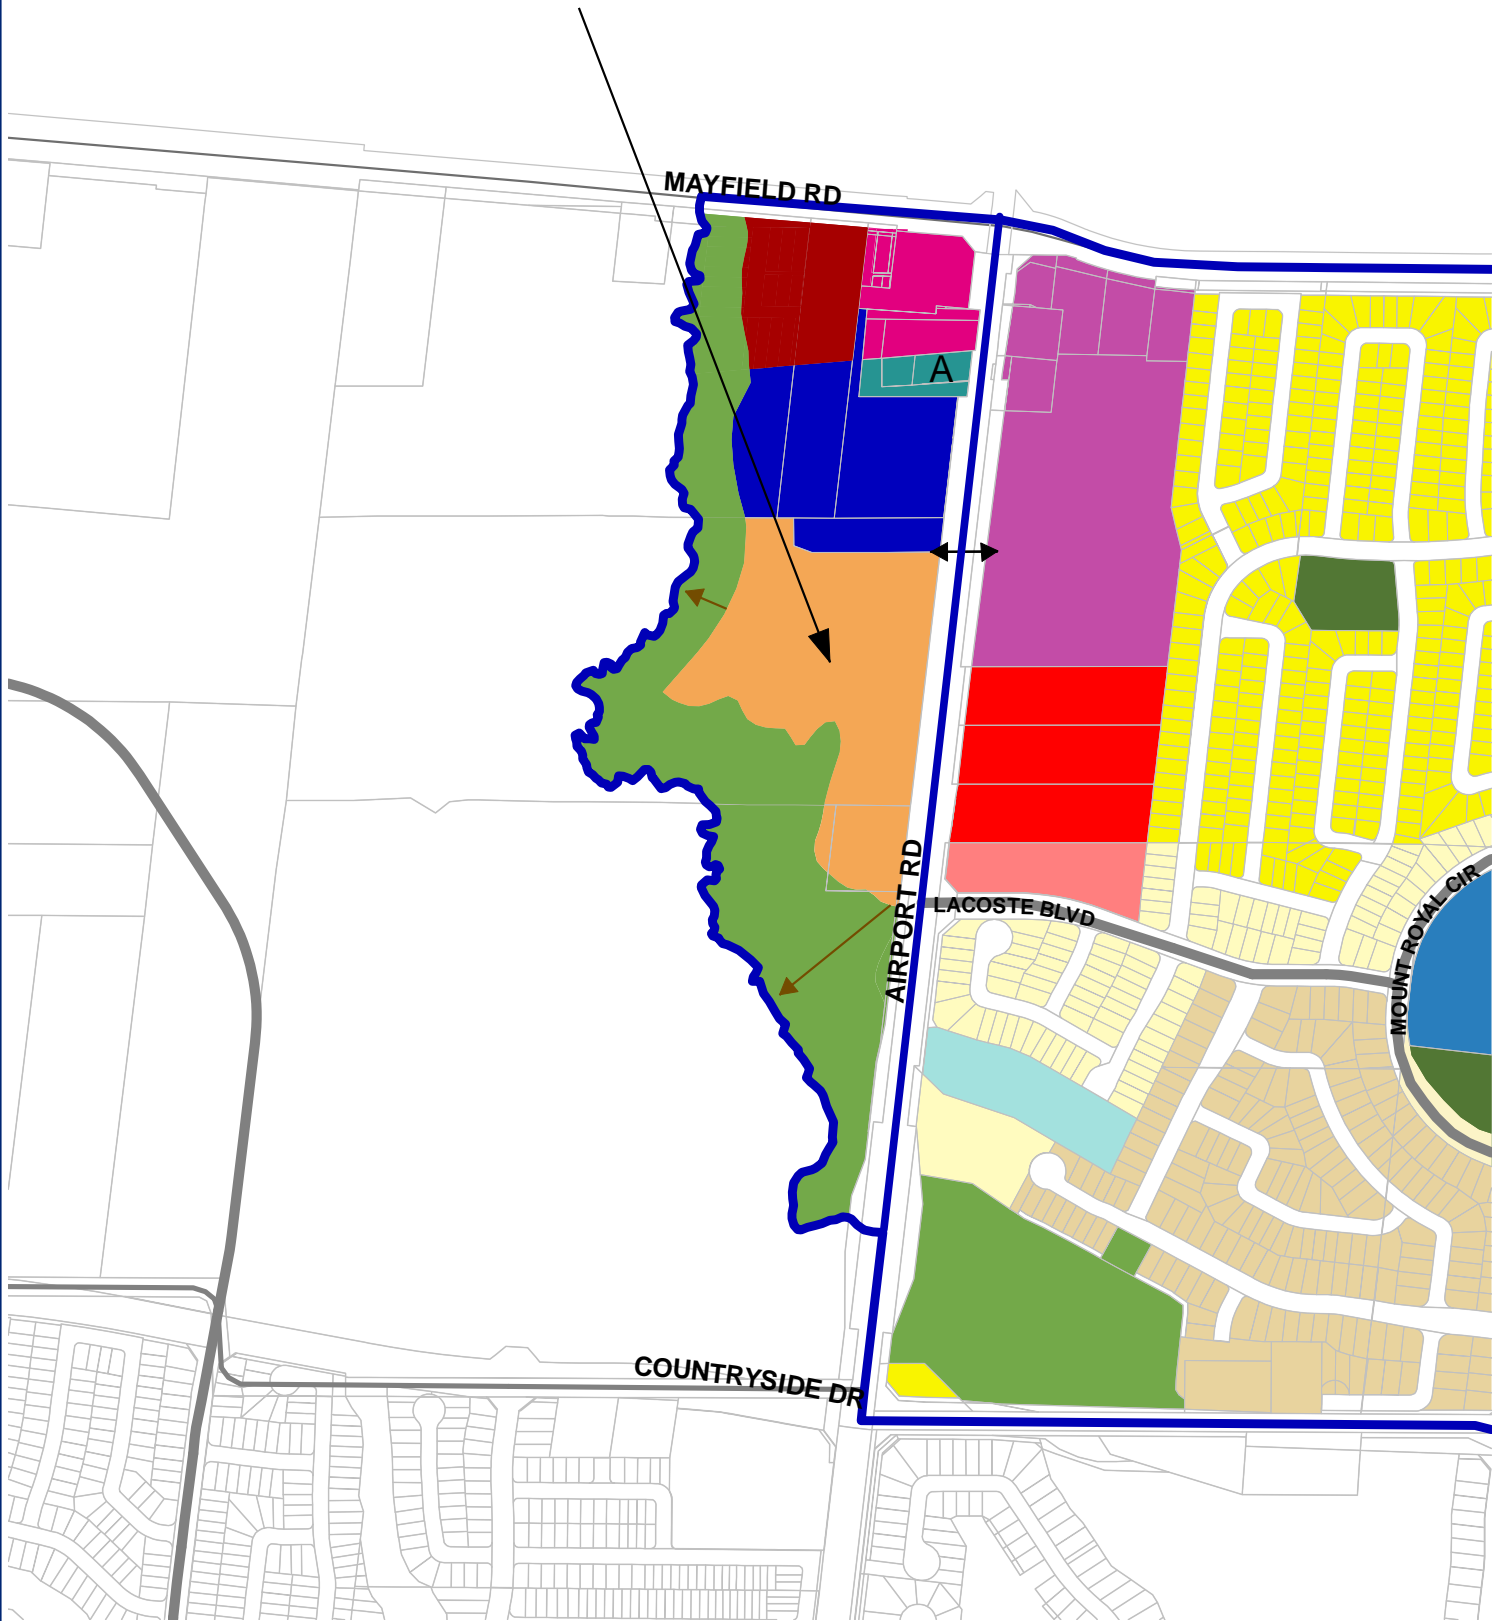 MAYFIELD RD
A
AIRPORT RD
LACOSTE BLVD
MOUNT ROYAL CIR
COUNTRYSIDE DR